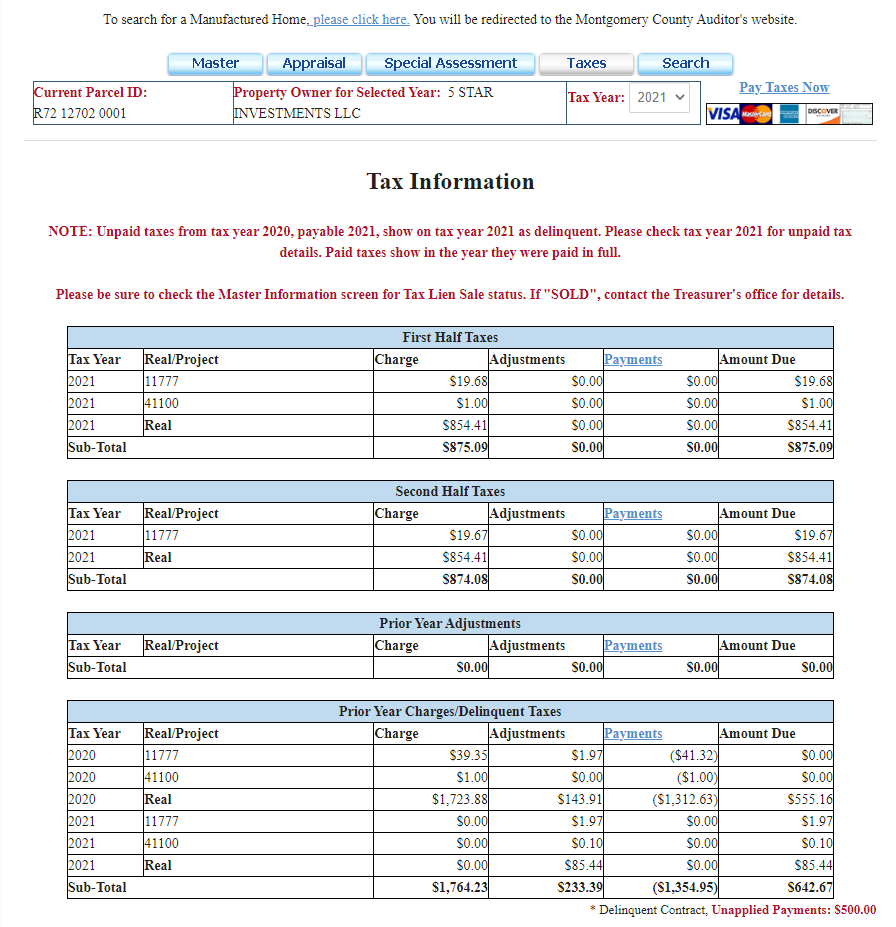 To search for a Manufactured Home, please click here. You will be redirected to the Montgomery County Auditor's website.
Master Appraisal Special Assessment Taxes Search
Current Parcel ID:
R72 12702 0001
Property Owner for Selected Year: 5 STAR
INVESTMENTS LLC
Tax Year: 2021
Pay Taxes Now
VISA MasterCard DISCOVER
Tax Information
NOTE: Unpaid taxes from tax year 2020, payable 2021, show on tax year 2021 as delinquent. Please check tax year 2021 for unpaid tax
details. Paid taxes show in the year they were paid in full.
Please be sure to check the Master Information screen for Tax Lien Sale status. If "SOLD", contact the Treasurer's office for details.
First Half Taxes
Tax Year Real/Project Charge Adjustments Payments Amount Due
2021 11777 $19.68 $0.00 $0.00 $19.68
2021 41100 $1.00 $0.00 $0.00 $1.00
2021 Real $854.41 $0.00 $0.00 $854.41
Sub-Total $875.09 $0.00 $0.00 $875.09
Second Half Taxes
Tax Year Real/Project Charge Adjustments Payments Amount Due
2021 11777 $19.67 $0.00 $0.00 $19.67
2021 Real $854.41 $0.00 $0.00 $854.41
Sub-Total $874.08 $0.00 $0.00 $874.08
Prior Year Adjustments
Tax Year Real/Project Charge Adjustments Payments Amount Due
Sub-Total $0.00 $0.00 $0.00 $0.00
Prior Year Charges/Delinquent Taxes
Tax Year Real/Project Charge Adjustments Payments Amount Due
2020 11777 $39.35 $1.97 ($41.32) $0.00
2020 41100 $1.00 $0.00 ($1.00) $0.00
2020 Real $1,723.88 $143.91 ($1,312.63) $555.16
2021 11777 $0.00 $1.97 $0.00 $1.97
2021 41100 $0.00 $0.10 $0.00 $0.10
2021 Real $0.00 $85.44 $0.00 $85.44
Sub-Total $1,764.23 $233.39 ($1,354.95) $642.67
* Delinquent Contract, Unapplied Payments: $500.00